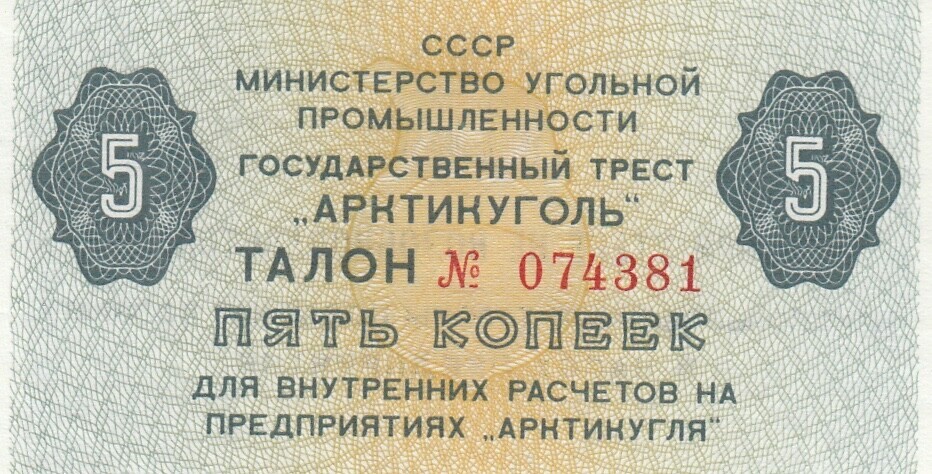 СССР
МИНИСТЕРСТВО УГОЛЬНОЙ
ПРОМЫШЛЕННОСТИ
ГОСУДАРСТВЕННЫЙ ТРЕСТ
„АРКТИКУГОЛЬ“
5 5
ТАЛОН № 074381
ПЯТЬ КОПЕЕК
ДЛЯ ВНУТРЕННИХ РАСЧЕТОВ НА
ПРЕДПРИЯТИЯХ „АРКТИКУГЛЯ“